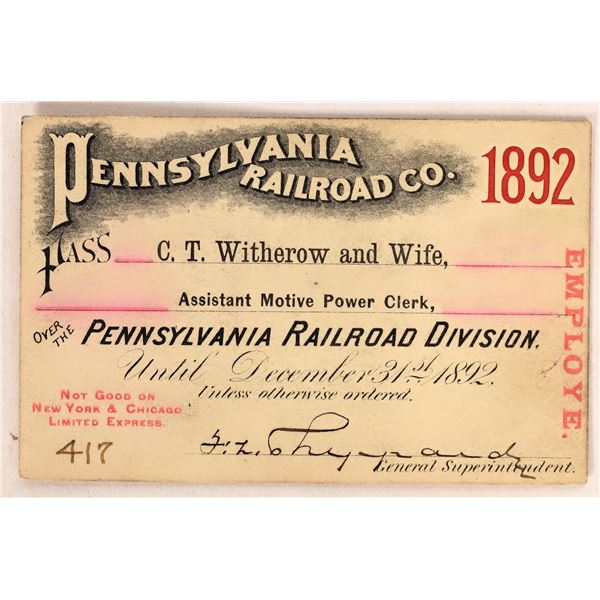 PENNSYLVANIA
RAILROAD CO.
1892
PASS C. T. Witherow and Wife,
Assistant Motive Power Clerk,
OVER THE PENNSYLVANIA RAILROAD DIVISION.
Until December 31st 1892.
Unless otherwise ordered.
NOT GOOD ON
NEW YORK & CHICAGO
LIMITED EXPRESS.
417
F. L. Sheppard
General Superintendent.
EMPLOYE.